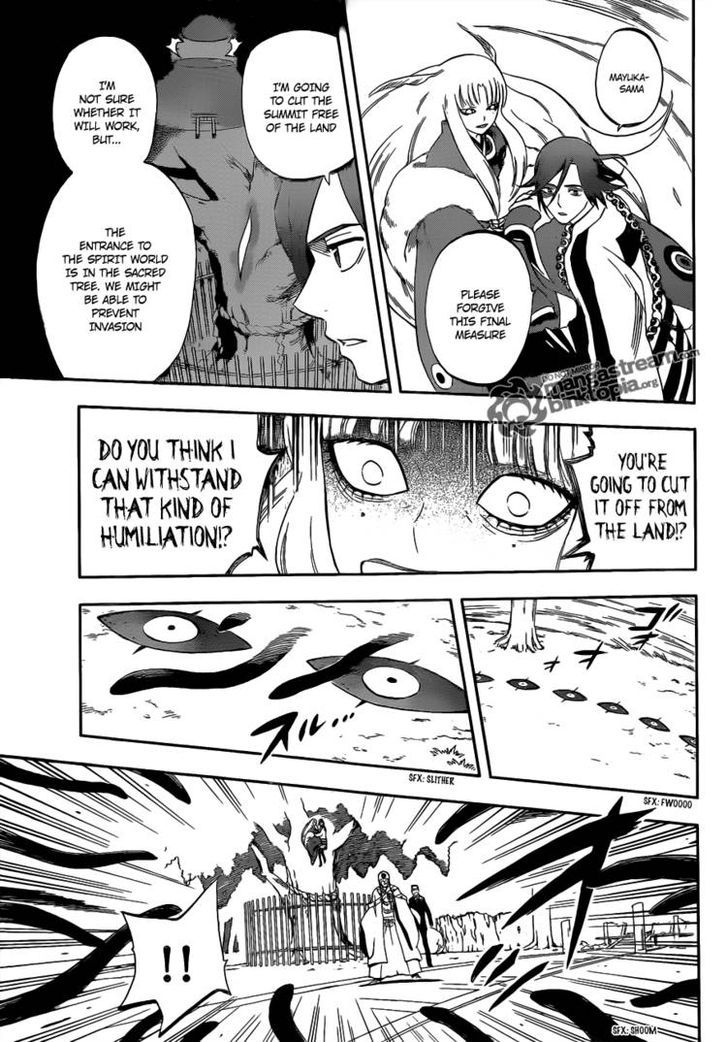 MAYUKA-
SAMA
PLEASE
FORGIVE
THIS FINAL
MEASURE
DO NOT MIRROR
mangastream.com
binktopia.org
I'M GOING
TO CUT THE
SUMMIT FREE
OF THE LAND
I'M
NOT SURE
WHETHER IT
WILL WORK,
BUT...
THE
ENTRANCE TO
THE SPIRIT WORLD
IS IN THE SACRED
TREE. WE MIGHT
BE ABLE TO
PREVENT
INVASION
YOU'RE
GOING TO CUT
IT OFF FROM
THE LAND!?
DO YOU THINK I
CAN WITHSTAND
THAT KIND OF
HUMILIATION!?
ズル...
SFX: SLITHER
SFX: FWOOOO
!!
SFX: SHOOM